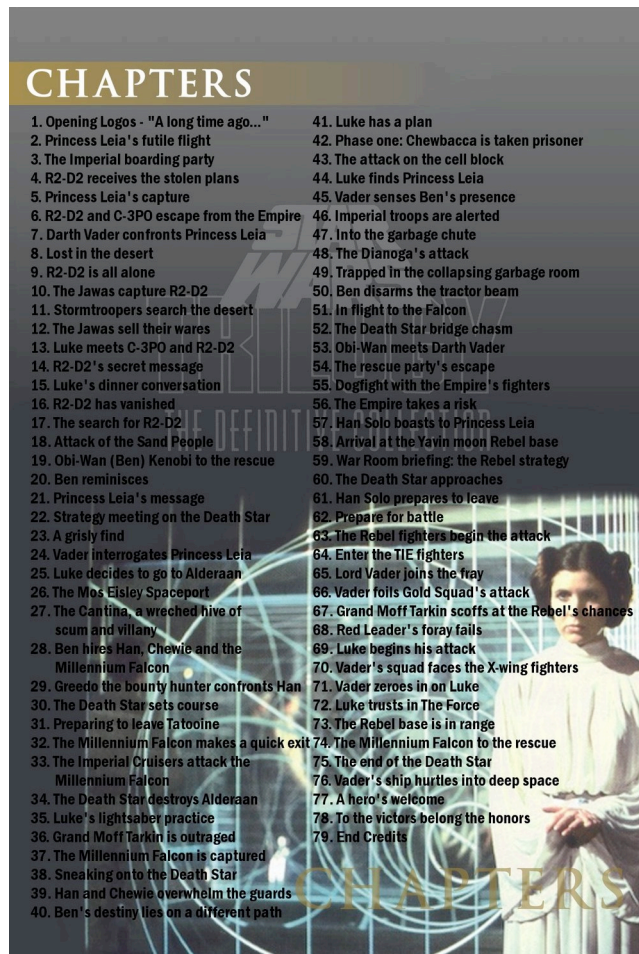 CHAPTERS
1. Opening Logos - "A long time ago..."
2. Princess Leia's futile flight
3. The Imperial boarding party
4. R2-D2 receives the stolen plans
5. Princess Leia's capture
6. R2-D2 and C-3PO escape from the Empire
7. Darth Vader confronts Princess Leia
8. Lost in the desert
9. R2-D2 is all alone
10. The Jawas capture R2-D2
11. Stormtroopers search the desert
12. The Jawas sell their wares
13. Luke meets C-3PO and R2-D2
14. R2-D2's secret message
15. Luke's dinner conversation
16. R2-D2 has vanished
17. The search for R2-D2
18. Attack of the Sand People
19. Obi-Wan (Ben) Kenobi to the rescue
20. Ben reminisces
21. Princess Leia's message
22. Strategy meeting on the Death Star
23. A grisly find
24. Vader interrogates Princess Leia
25. Luke decides to go to Alderaan
26. The Mos Eisley Spaceport
27. The Cantina, a wreched hive of
scum and villany
28. Ben hires Han, Chewie and the
Millennium Falcon
29. Greedo the bounty hunter confronts Han
30. The Death Star sets course
31. Preparing to leave Tatooine
32. The Millennium Falcon makes a quick exit
33. The Imperial Cruisers attack the
Millennium Falcon
34. The Death Star destroys Alderaan
35. Luke's lightsaber practice
36. Grand Moff Tarkin is outraged
37. The Millennium Falcon is captured
38. Sneaking onto the Death Star
39. Han and Chewie overwhelm the guards
40. Ben's destiny lies on a different path
41. Luke has a plan
42. Phase one: Chewbacca is taken prisoner
43. The attack on the cell block
44. Luke finds Princess Leia
45. Vader senses Ben's presence
46. Imperial troops are alerted
47. Into the garbage chute
48. The Dianoga's attack
49. Trapped in the collapsing garbage room
50. Ben disarms the tractor beam
51. In flight to the Falcon
52. The Death Star bridge chasm
53. Obi-Wan meets Darth Vader
54. The rescue party's escape
55. Dogfight with the Empire's fighters
56. The Empire takes a risk
57. Han Solo boasts to Princess Leia
58. Arrival at the Yavin moon Rebel base
59. War Room briefing: the Rebel strategy
60. The Death Star approaches
61. Han Solo prepares to leave
62. Prepare for battle
63. The Rebel fighters begin the attack
64. Enter the TIE fighters
65. Lord Vader joins the fray
66. Vader foils Gold Squad's attack
67. Grand Moff Tarkin scoffs at the Rebel's chances
68. Red Leader's foray fails
69. Luke begins his attack
70. Vader's squad faces the X-wing fighters
71. Vader zeroes in on Luke
72. Luke trusts in The Force
73. The Rebel base is in range
74. The Millennium Falcon to the rescue
75. The end of the Death Star
76. Vader's ship hurtles into deep space
77. A hero's welcome
78. To the victors belong the honors
79. End Credits
STAR
WARS
TRILOGY
THE DEFINITIVE COLLECTION
CHAPTERS